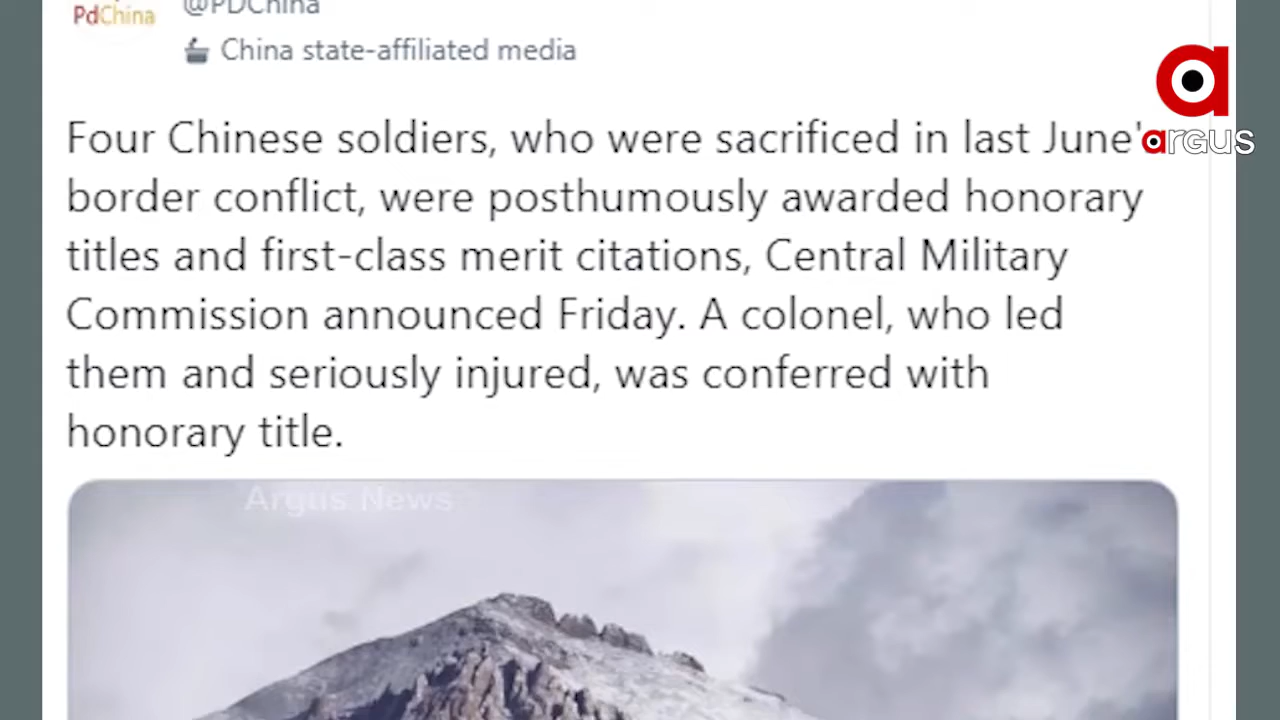 @PDChina
PdChina
China state-affiliated media
argus
Four Chinese soldiers, who were sacrificed in last June's
border conflict, were posthumously awarded honorary
titles and first-class merit citations, Central Military
Commission announced Friday. A colonel, who led
them and seriously injured, was conferred with
honorary title.
Argus News